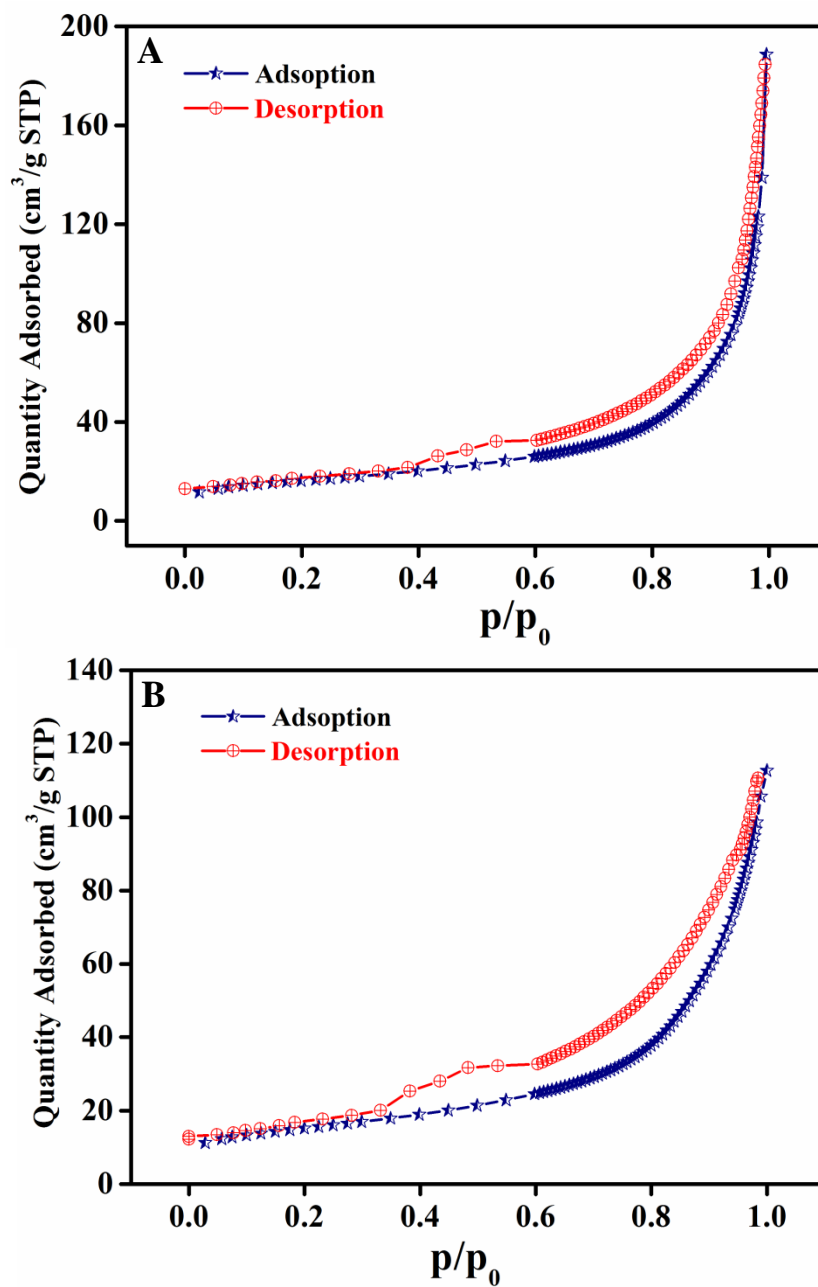 A
Adsoption
Desorption
Quantity Adsorbed (cm³/g STP)
200
160
120
80
40
0
0.0 0.2 0.4 0.6 0.8 1.0
p/p₀
B
Adsoption
Desorption
Quantity Adsorbed (cm³/g STP)
140
120
100
80
60
40
20
0
0.0 0.2 0.4 0.6 0.8 1.0
p/p₀